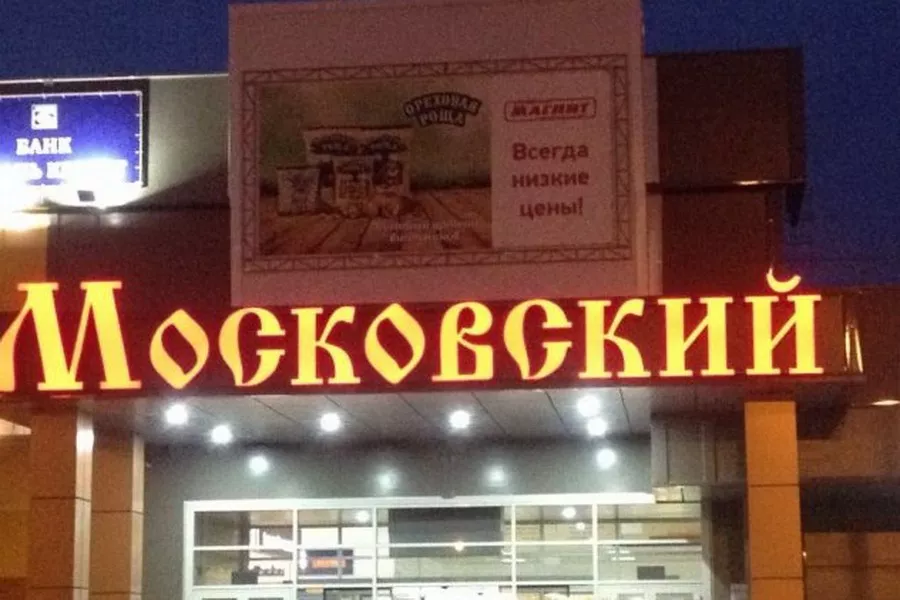 БАНК
ОРЕХОВАЯ
РОЩА
МАГНИТ
Всегда
низкие
цены!
Московский